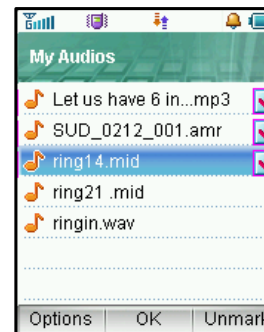 My Audios
Let us have 6 in...mp3
SUD_0212_001.amr
ring14.mid
ring21 .mid
ringin.wav
Options OK Unmark